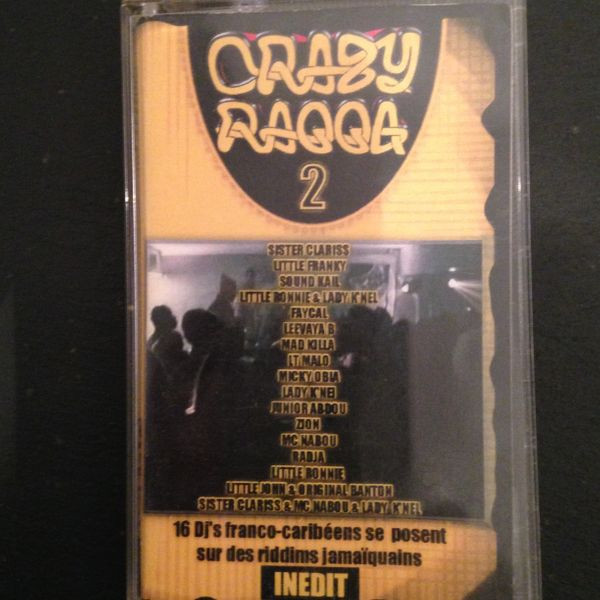 CRAZY
RAGGA
2
SISTER CLARISS
LITTLE FRANKY
SOUND KAIL
LITTLE RONNIE & LADY K'NEL
FAYCAL
LEEVAYA B
MAD KILLA
LT MALO
MICKY OBIA
LADY K'NEL
JUNIOR ABDOU
ZION
MC NABOU
RADJA
LITTLE RONNIE
LITTLE JOHN & ORIGINAL BANTON
SISTER CLARISS & MC NABOU & LADY K'NEL
16 Dj's franco-caribéens se posent
sur des riddims jamaïquains
INEDIT